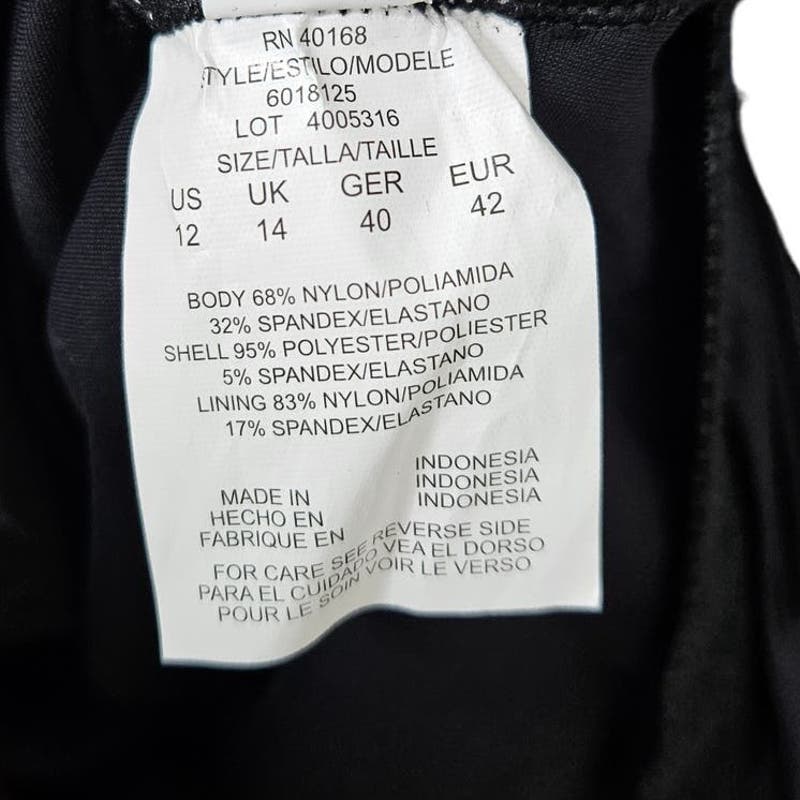 RN 40168
TYLE/ESTILO/MODELE
6018125
LOT 4005316
SIZE/TALLA/TAILLE
US UK GER EUR
12 14 40 42
BODY 68% NYLON/POLIAMIDA
32% SPANDEX/ELASTANO
SHELL 95% POLYESTER/POLIESTER
5% SPANDEX/ELASTANO
LINING 83% NYLON/POLIAMIDA
17% SPANDEX/ELASTANO
INDONESIA
INDONESIA
MADE IN INDONESIA
HECHO EN
FABRIQUE EN
FOR CARE SEE REVERSE SIDE
PARA EL CUIDADO VEA EL DORSO
POUR LE SOIN VOIR LE VERSO